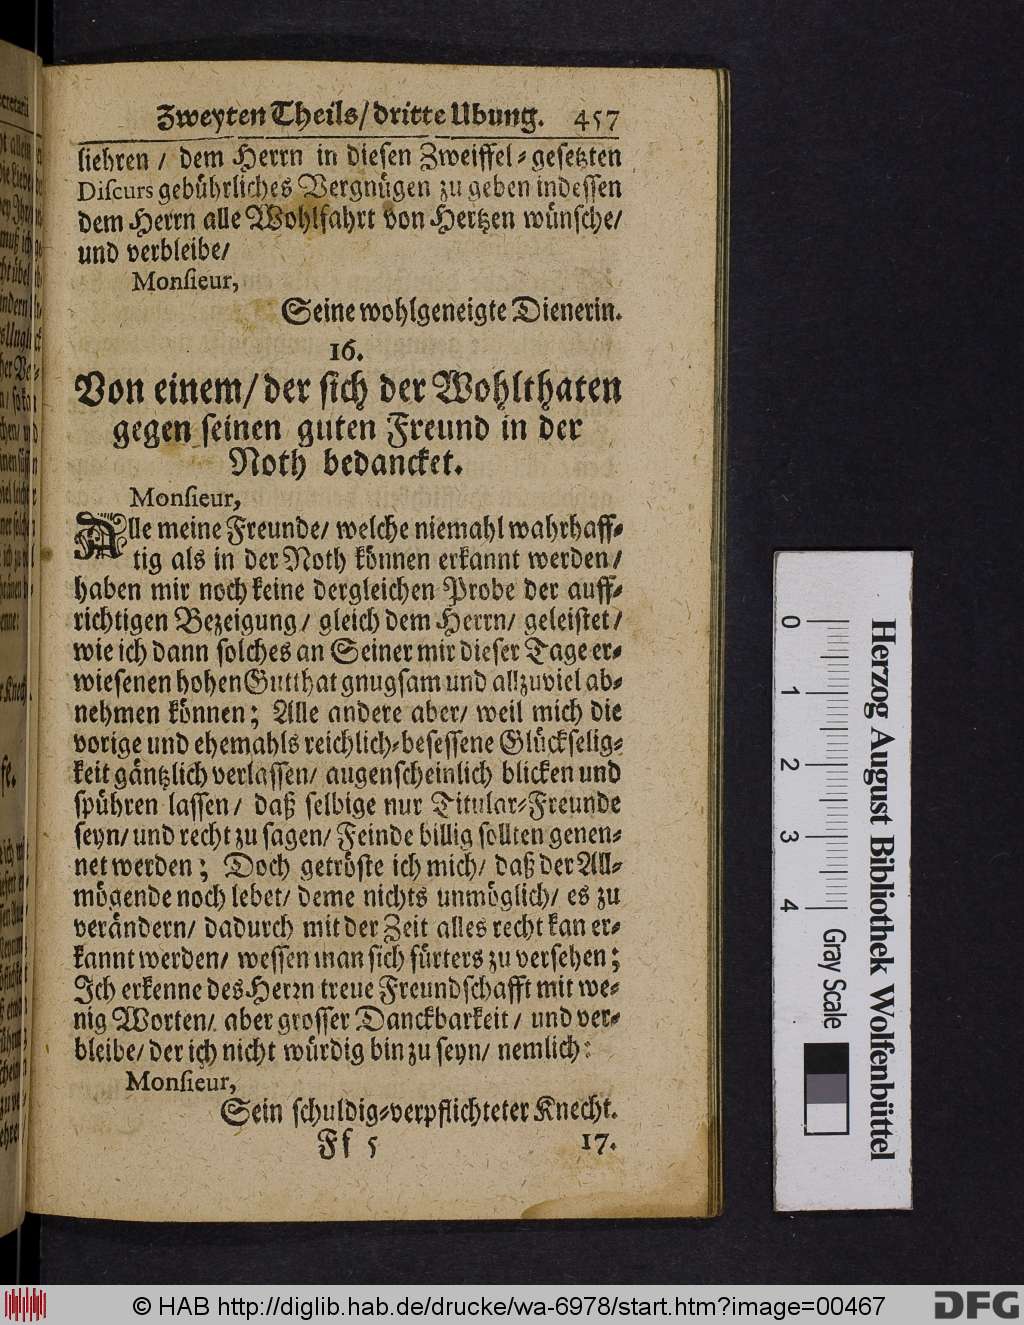 Zweyten Theils/ dritte Ubung. 457
liehren / dem Herrn in diesen Zweiffel-gesetzten
Discurs gebührliches Vergnügen zu geben indessen
dem Herrn alle Wohlfahrt von Hertzen wünsche/
und verbleibe/
Monsieur,
Seine wohlgeneigte Dienerin.
16.
Von einem/ der sich der Wohlthaten
gegen seinen guten Freund in der
Noth bedancket.
Monsieur,
Alle meine Freunde/ welche niemahl wahrhaff-
tig als in der Noth können erkannt werden/
haben mir noch keine dergleichen Probe der auff-
richtigen Bezeigung/ gleich dem Herrn/ geleistet/
wie ich dann solches an Seiner mir dieser Tage er-
wiesenen hohen Gutthat gnugsam und allzuviel ab-
nehmen können; Alle andere aber/ weil mich die
vorige und ehemahls reichlich-besessene Glückselig-
keit gäntzlich verlassen/ augenscheinlich blicken und
spühren lassen/ daß selbige nur Titular-Freunde
seyn/ und recht zu sagen/ Feinde billig sollten genen-
net werden; Doch getröste ich mich/ daß der All-
mögende noch lebet/ deme nichts unmöglich/ es zu
verändern/ dadurch mit der Zeit alles recht kan er-
kannt werden/ wessen man sich fürters zu versehen;
Ich erkenne des Herrn treue Freundschafft mit we-
nig Worten/ aber grosser Danckbarkeit / und ver-
bleibe/ der ich nicht würdig bin zu seyn/ nemlich:
Monsieur,
Sein schuldig-verpflichteter Knecht.
Ff 5 17.
0 1 2 3 4
Gray Scale
Herzog August Bibliothek Wolfenbüttel
© HAB http://diglib.hab.de/drucke/wa-6978/start.htm?image=00467
DFG